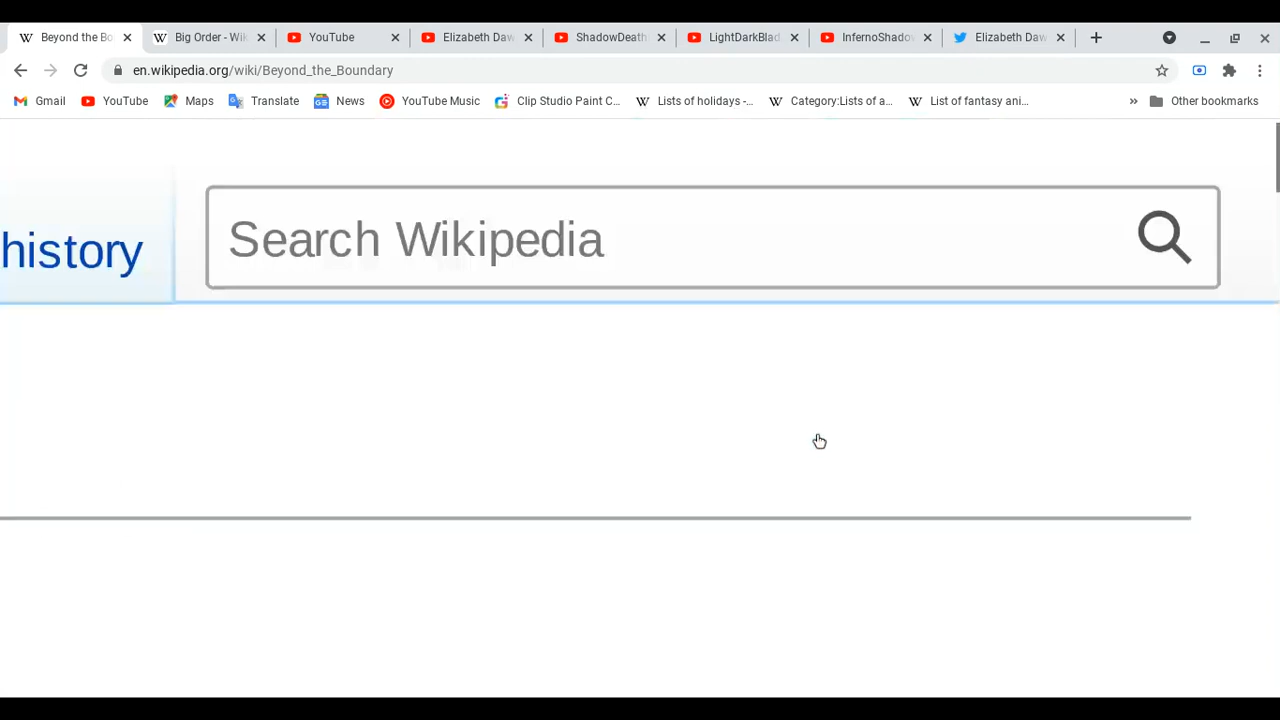 Beyond the Bo
Big Order - Wik
YouTube
Elizabeth Daw
ShadowDeath
LightDarkBlad
InfernoShado
Elizabeth Daw
en.wikipedia.org/wiki/Beyond_the_Boundary
Gmail
YouTube
Maps
Translate
News
YouTube Music
Clip Studio Paint C...
Lists of holidays -...
Category:Lists of a...
List of fantasy ani...
»
Other bookmarks
history
Search Wikipedia